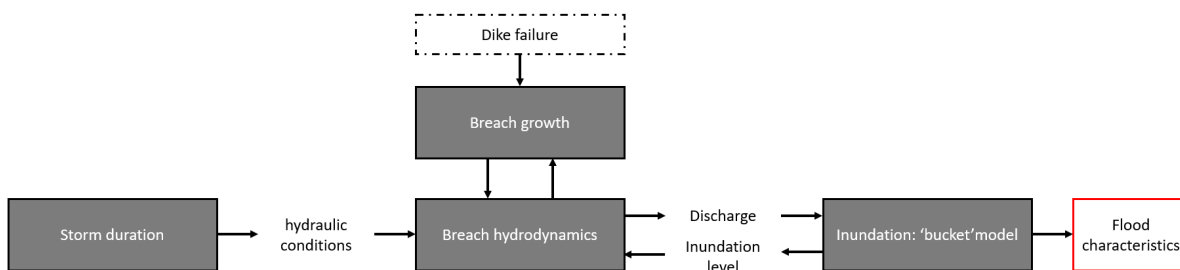 Dike failure
Breach growth
Storm duration
hydraulic
conditions
Breach hydrodynamics
Discharge
Inundation
level
Inundation: ‘bucket’model
Flood
characteristics